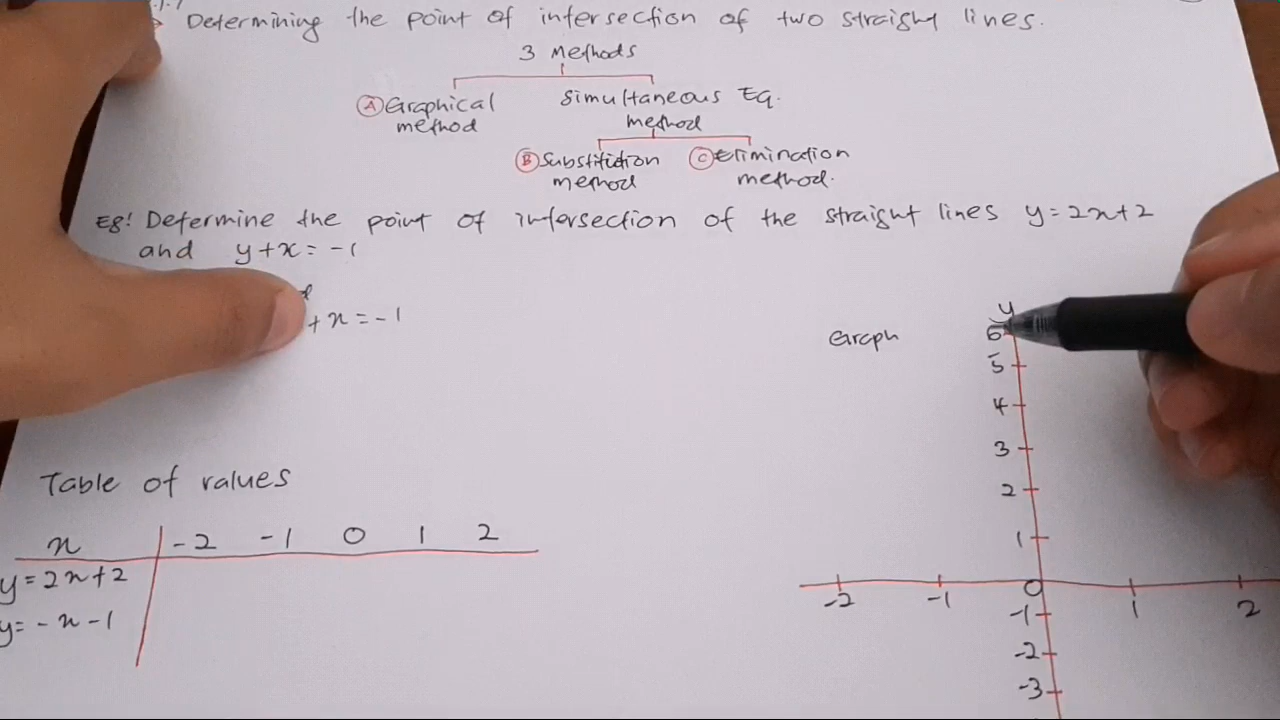 Determining the point of intersection of two straight lines.
3 methods
Ⓐ Graphical method
Simultaneous Eq. method
Ⓑ Substitution method
Ⓒ Elimination method.
Eg: Determine the point of intersection of the straight lines y=2x+2
and y+x=-1
+x=-1
Graph
y
6
5
4
3
2
1
-2 -1 0 1 2
-1
-2
-3
Table of values
x -2 -1 0 1 2
y=2x+2
y=-x-1